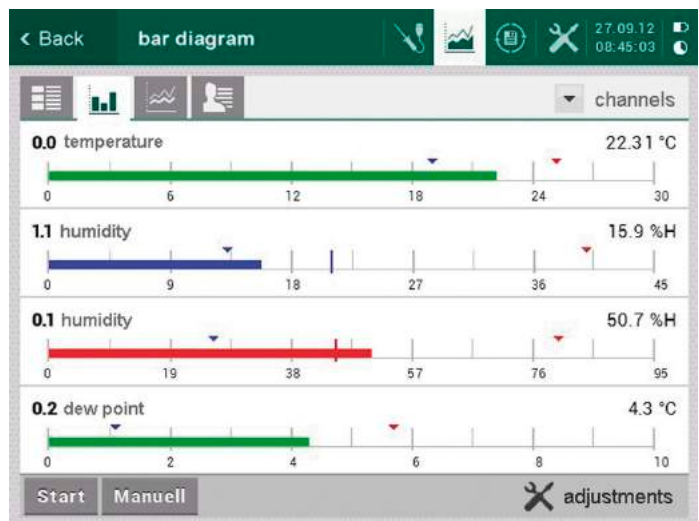 < Back bar diagram 27.09.12
08:45:03
channels
0.0 temperature 22.31 °C
0 6 12 18 24 30
1.1 humidity 15.9 %H
0 9 18 27 36 45
0.1 humidity 50.7 %H
0 19 38 57 76 95
0.2 dew point 4.3 °C
0 2 4 6 8 10
Start Manuell adjustments